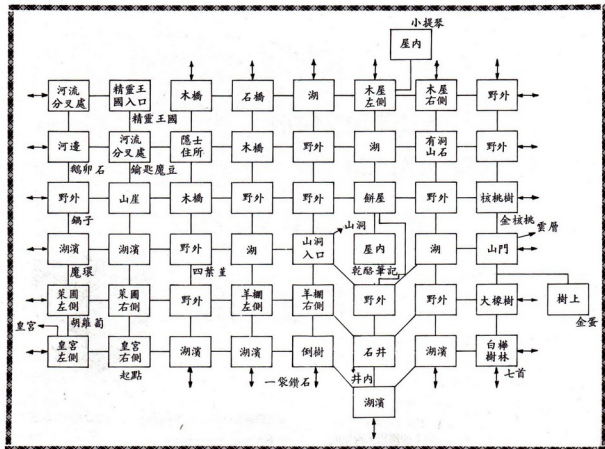 小提琴
屋内
河流
分叉處
精靈王
國入口
木橋
石橋
湖
木屋
左側
木屋
右側
野外
精靈王國
河邊
河流
分叉處
隱士
住所
木橋
野外
湖
有洞
山石
野外
鵝卵石
鑰匙魔豆
野外
山崖
木橋
野外
野外
餅屋
野外
核桃樹
鍋子
山洞
金核桃
雲層
湖濱
湖濱
野外
湖
山洞
入口
屋内
湖
山門
魔環
四葉菫
乾酪筆記
菜圃
左側
菜圃
右側
野外
羊欄
左側
羊欄
右側
野外
野外
大橡樹
樹上
皇宮
胡蘿蔔
金蛋
皇宮
左側
皇宮
右側
湖濱
湖濱
倒樹
石井
湖濱
白樺
樹林
起點
一袋鑽石
井内
七首
湖濱